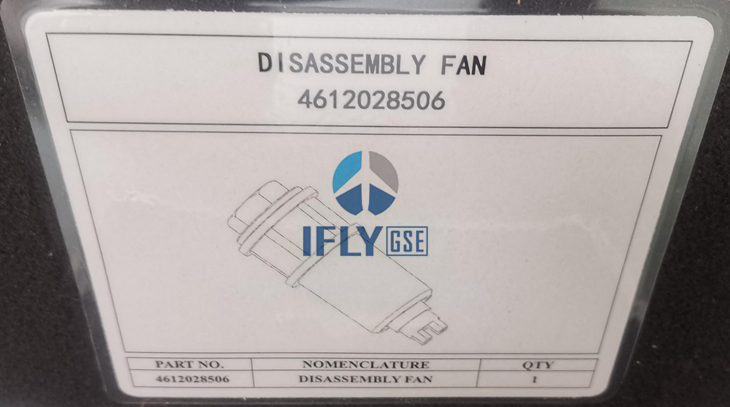 DISASSEMBLY FAN
4612028506
IFLY GSE
PART NO. NOMENCLATURE QTY
4612028506 DISASSEMBLY FAN 1